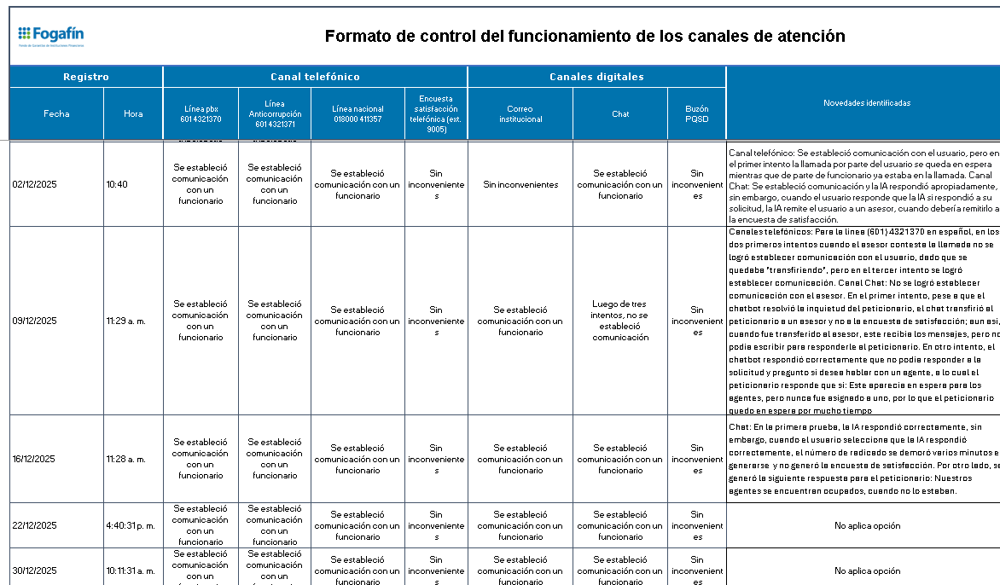 Fogafín
Fondo de Garantías de Instituciones Financieras
Formato de control del funcionamiento de los canales de atención
Registro
Canal telefónico
Canales digitales
Novedades identificadas
Fecha
Hora
Línea pbx
601 4321370
Línea
Anticorrupción
601 4321371
Línea nacional
018000 411357
Encuesta
satisfacción
telefónica (ext.
9005)
Correo
institucional
Chat
Buzón
PQSD
02/12/2025
10:40
Se estableció
comunicación
con un
funcionario
Se estableció
comunicación
con un
funcionario
Se estableció
comunicación con un
funcionario
Sin
inconveniente
s
Sin inconvenientes
Se estableció
comunicación con un
funcionario
Sin
inconvenient
es
Canal telefónico: Se estableció comunicación con el usuario, pero en
el primer intento la llamada por parte del usuario se queda en espera
mientras que de parte de funcionario ya estaba en la llamada. Canal
Chat: Se estableció comunicación y la IA respondió apropiadamente,
sin embargo, cuando el usuario responde que la IA si respondió a su
solicitud, la IA remite el usuario a un asesor, cuando debería remitirlo a
la encuesta de satisfacción.
09/12/2025
11:29 a. m.
Se estableció
comunicación
con un
funcionario
Se estableció
comunicación
con un
funcionario
Se estableció
comunicación con un
funcionario
Sin
inconveniente
s
Se estableció
comunicación con un
funcionario
Luego de tres
intentos, no se
estableció
comunicación
Sin
inconvenient
es
Canales telefónicos: Para la línea (601) 4321370 en español, en los
dos primeros intentos cuando el asesor contesta la llamada no se
logró establecer comunicación con el usuario, dado que se
quedaba "transfiriendo", pero en el tercer intento se logró
establecer comunicación. Canal Chat: No se logró establecer
comunicación con el asesor. En el primer intento, pese a que el
chatbot resolvió la inquietud del peticionario, el chat transfirió al
peticionario a un asesor y no a la encuesta de satisfacción; aun así,
cuando fue transferido al asesor, este recibía los mensajes, pero no
podía escribir para responderle al peticionario. En otro intento, el
chatbot respondió correctamente que no podía responder a la
solicitud y pregunto si desea hablar con un agente, a lo cual el
peticionario responde que sí: Este aparecía en espera para los
agentes, pero nunca fue asignado a uno, por lo que el peticionario
quedo en espera por mucho tiempo
16/12/2025
11:28 a. m.
Se estableció
comunicación
con un
funcionario
Se estableció
comunicación
con un
funcionario
Se estableció
comunicación con un
funcionario
Sin
inconveniente
s
Se estableció
comunicación con un
funcionario
Se estableció
comunicación con un
funcionario
Sin
inconvenient
es
Chat: En la primera prueba, la IA respondió correctamente, sin
embargo, cuando el usuario selecciona que la IA respondió
correctamente, el número de radicado se demoró varios minutos e
generarse y no generó la encuesta de satisfacción. Por otro lado, se
generó la siguiente respuesta para el peticionario: Nuestros
agentes se encuentran ocupados, cuando no lo estaban.
22/12/2025
4:40:31 p. m.
Se estableció
comunicación
con un
funcionario
Se estableció
comunicación
con un
funcionario
Se estableció
comunicación con un
funcionario
Sin
inconveniente
s
Se estableció
comunicación con un
funcionario
Se estableció
comunicación con un
funcionario
Sin
inconvenient
es
No aplica opción
30/12/2025
10:11:31 a. m.
Se estableció
comunicación
con un
Se estableció
comunicación
con un
Se estableció
comunicación con un
funcionario
Sin
inconveniente
s
Se estableció
comunicación con un
funcionario
Se estableció
comunicación con un
funcionario
Sin
inconvenient
es
No aplica opción